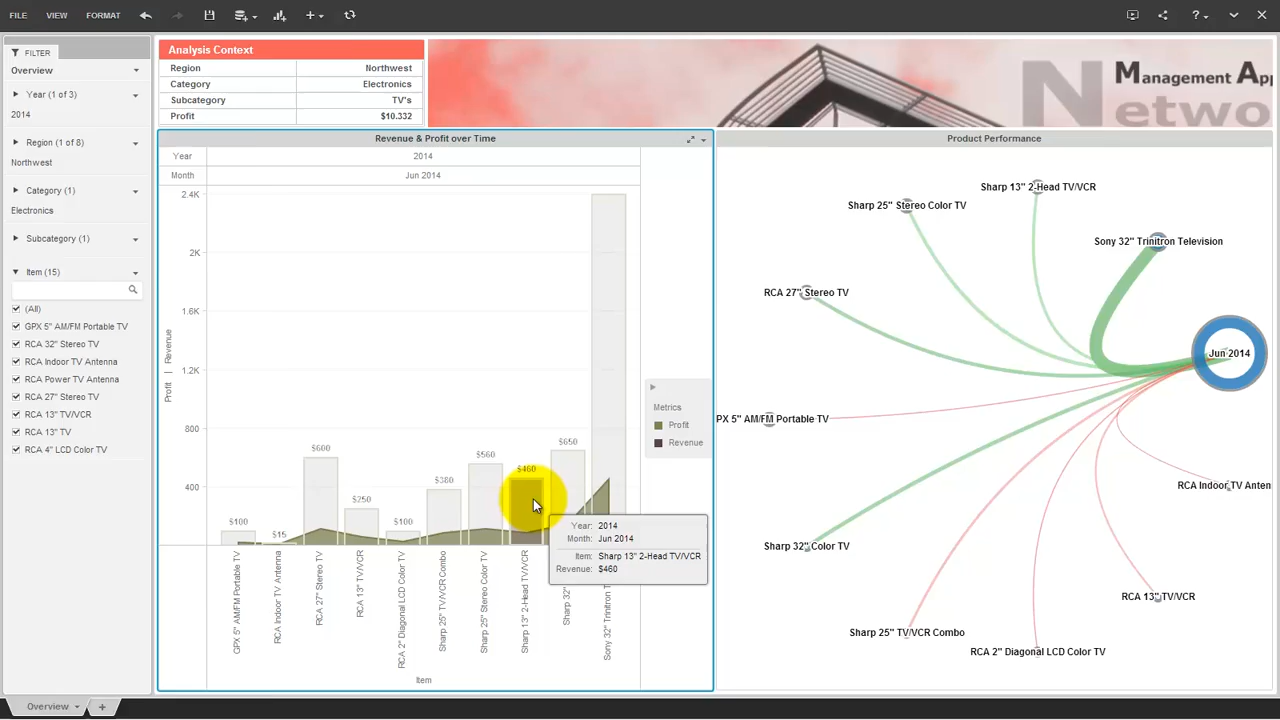 FILE VIEW FORMAT
FILTER
Overview
Year (1 of 3)
2014
Region (1 of 8)
Northwest
Category (1)
Electronics
Subcategory (1)
Item (15)
(All)
GPX 5" AM/FM Portable TV
RCA 32" Stereo TV
RCA Indoor TV Antenna
RCA Power TV Antenna
RCA 27" Stereo TV
RCA 13" TV/VCR
RCA 13" TV
RCA 4" LCD Color TV
Analysis Context
Region Northwest
Category Electronics
Subcategory TV's
Profit $10.332
Management Ap
Netwo
Revenue & Profit over Time
Year 2014
Month Jun 2014
2.4K
2K
1.6K
1.2K
800
400
Profit | Revenue
$100
$15
$600
$250
$100
$380
$560
$460
$650
Year: 2014
Month: Jun 2014
Item: Sharp 13" 2-Head TV/VCR
Revenue: $460
GPX 5" AM/FM Portable TV
RCA Indoor TV Antenna
RCA 27" Stereo TV
RCA 13" TV/VCR
RCA 2" Diagonal LCD Color TV
Sharp 25" TV/VCR Combo
Sharp 25" Stereo Color TV
Sharp 13" 2-Head TV/VCR
Sharp 32"
Sony 32" Trinitron T
Item
Metrics
Profit
Revenue
Product Performance
Sharp 13" 2-Head TV/VCR
Sharp 25" Stereo Color TV
Sony 32" Trinitron Television
RCA 27" Stereo TV
Jun 2014
PX 5" AM/FM Portable TV
RCA Indoor TV Anten
Sharp 32" Color TV
RCA 13" TV/VCR
Sharp 25" TV/VCR Combo
RCA 2" Diagonal LCD Color TV
Overview